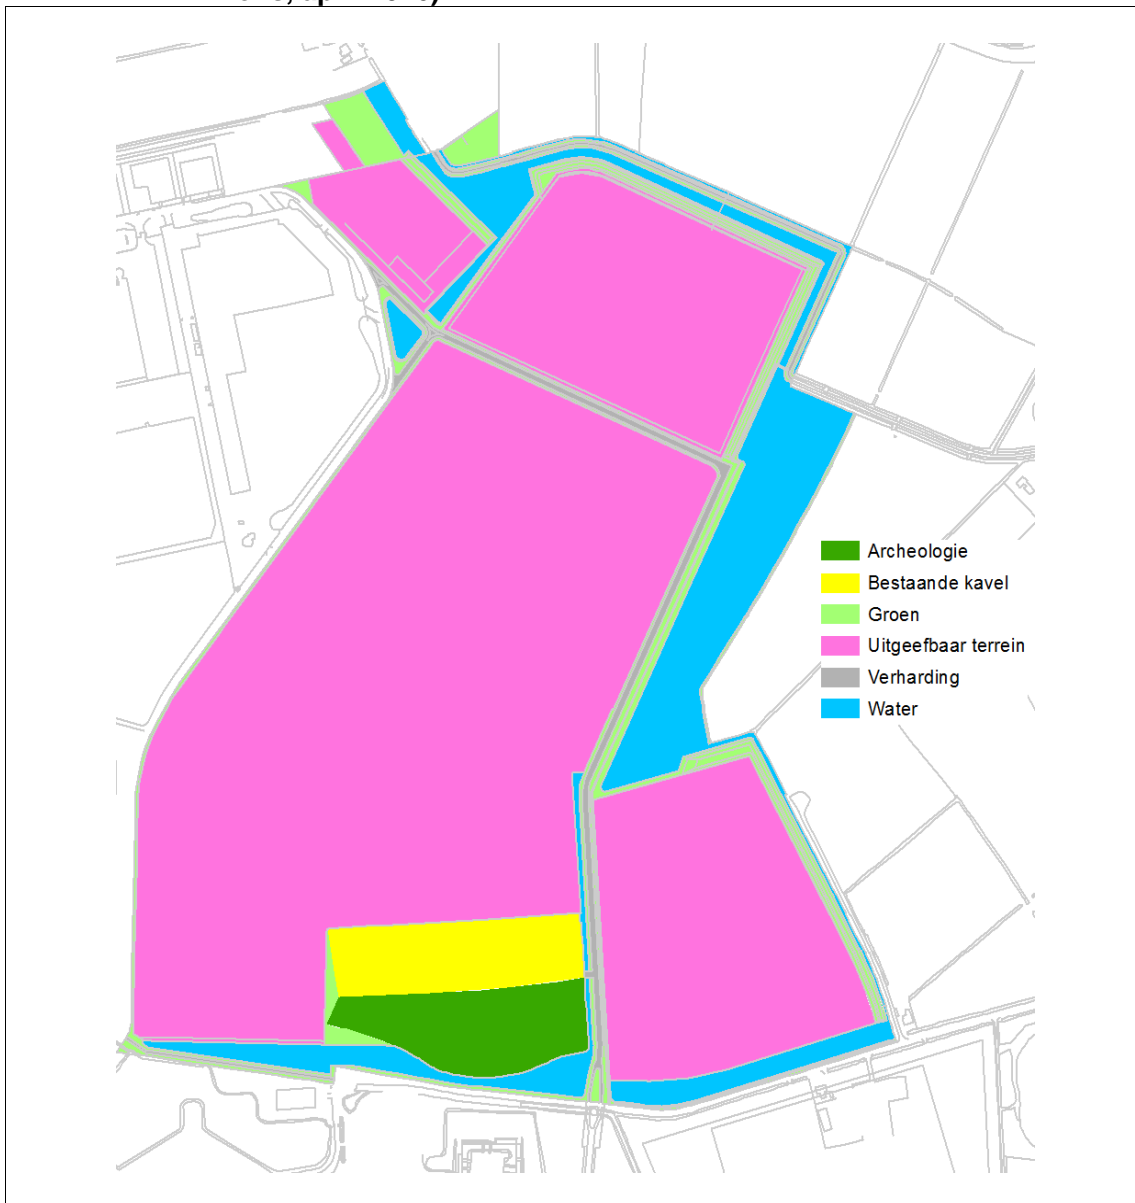 Archeologie
Bestaande kavel
Groen
Uitgeefbaar terrein
Verharding
Water